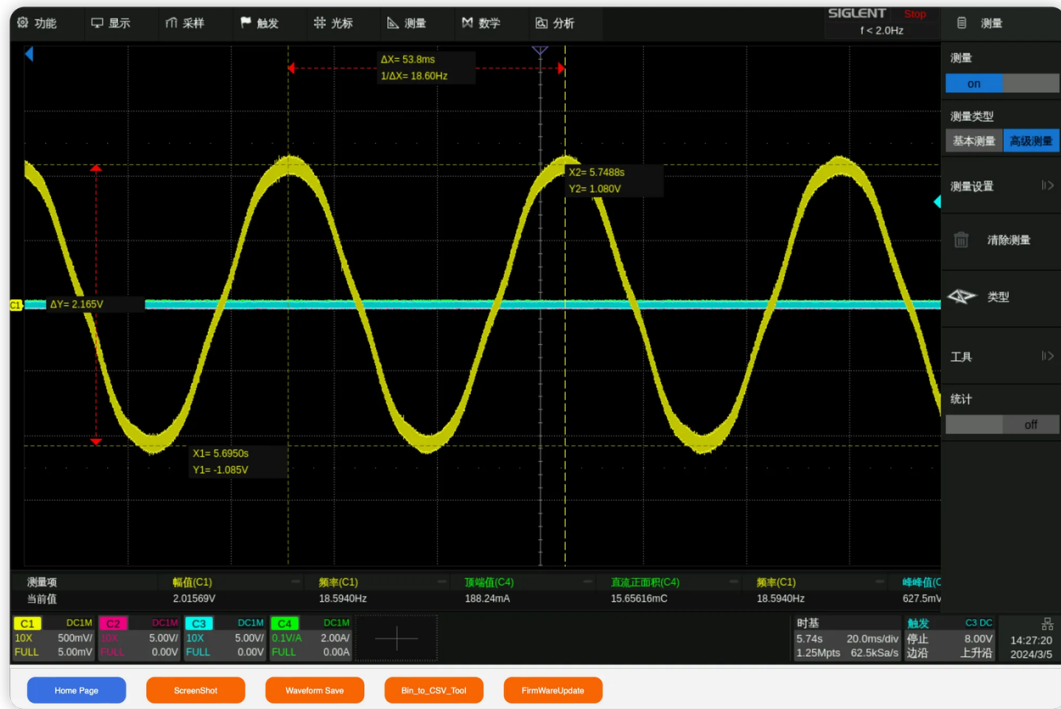 功能 显示 采样 触发 光标 测量 数学 分析
SIGLENT Stop
f < 2.0Hz
测量
测量
on
测量类型
基本测量 高级测量
测量设置
清除测量
类型
工具
统计
off
ΔX= 53.8ms
1/ΔX= 18.60Hz
X2= 5.7488s
Y2= 1.080V
C1
ΔY= 2.165V
X1= 5.6950s
Y1= -1.085V
测量项 幅值(C1) 频率(C1) 顶端值(C4) 直流正面积(C4) 频率(C1) 峰峰值(C
当前值 2.01569V 18.5940Hz 188.24mA 15.65616mC 18.5940Hz 627.5mV
C1 DC1M C2 DC1M C3 DC1M C4 DC1M 时基 触发 C3 DC
10X 500mV/ 10X 5.00V/ 10X 5.00V/ 0.1V/A 2.00A/ 5.74s 20.0ms/div 停止 8.00V 14:27:20
FULL 5.00mV FULL 0.00V FULL 0.00V FULL 0.00A 1.25Mpts 62.5kSa/s 边沿 上升沿 2024/3/5
Home Page ScreenShot Waveform Save Bin_to_CSV_Tool FirmWareUpdate